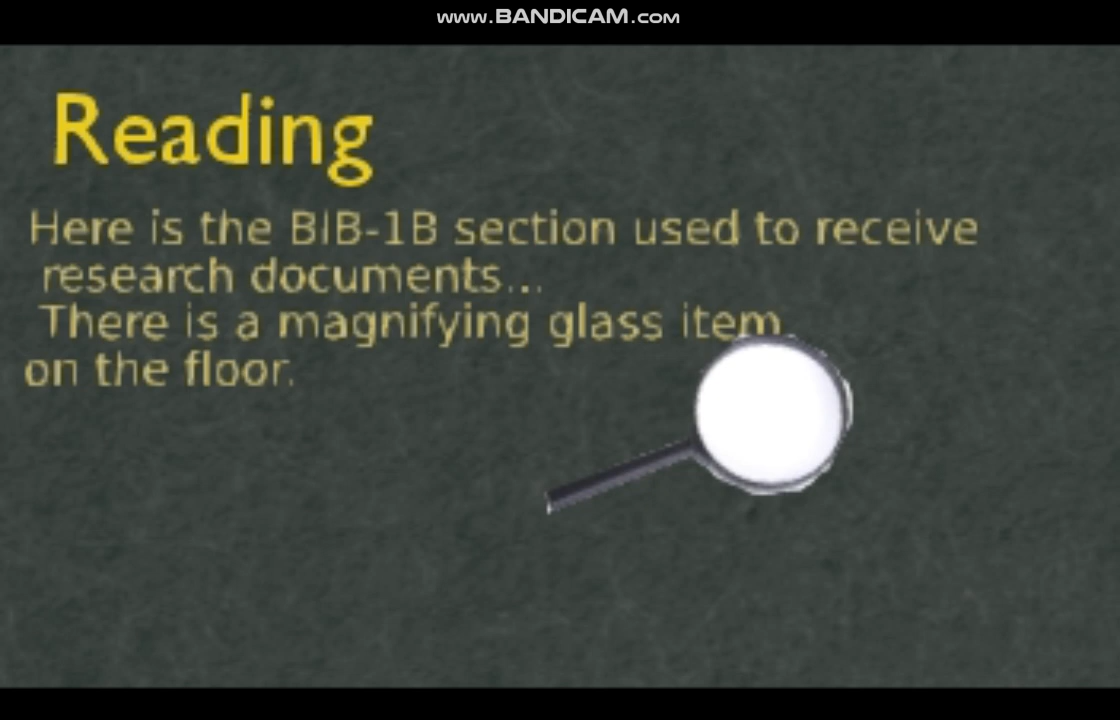 www.BANDICAM.com
Reading
Here is the BIB-1B section used to receive
research documents...
There is a magnifying glass item
on the floor.